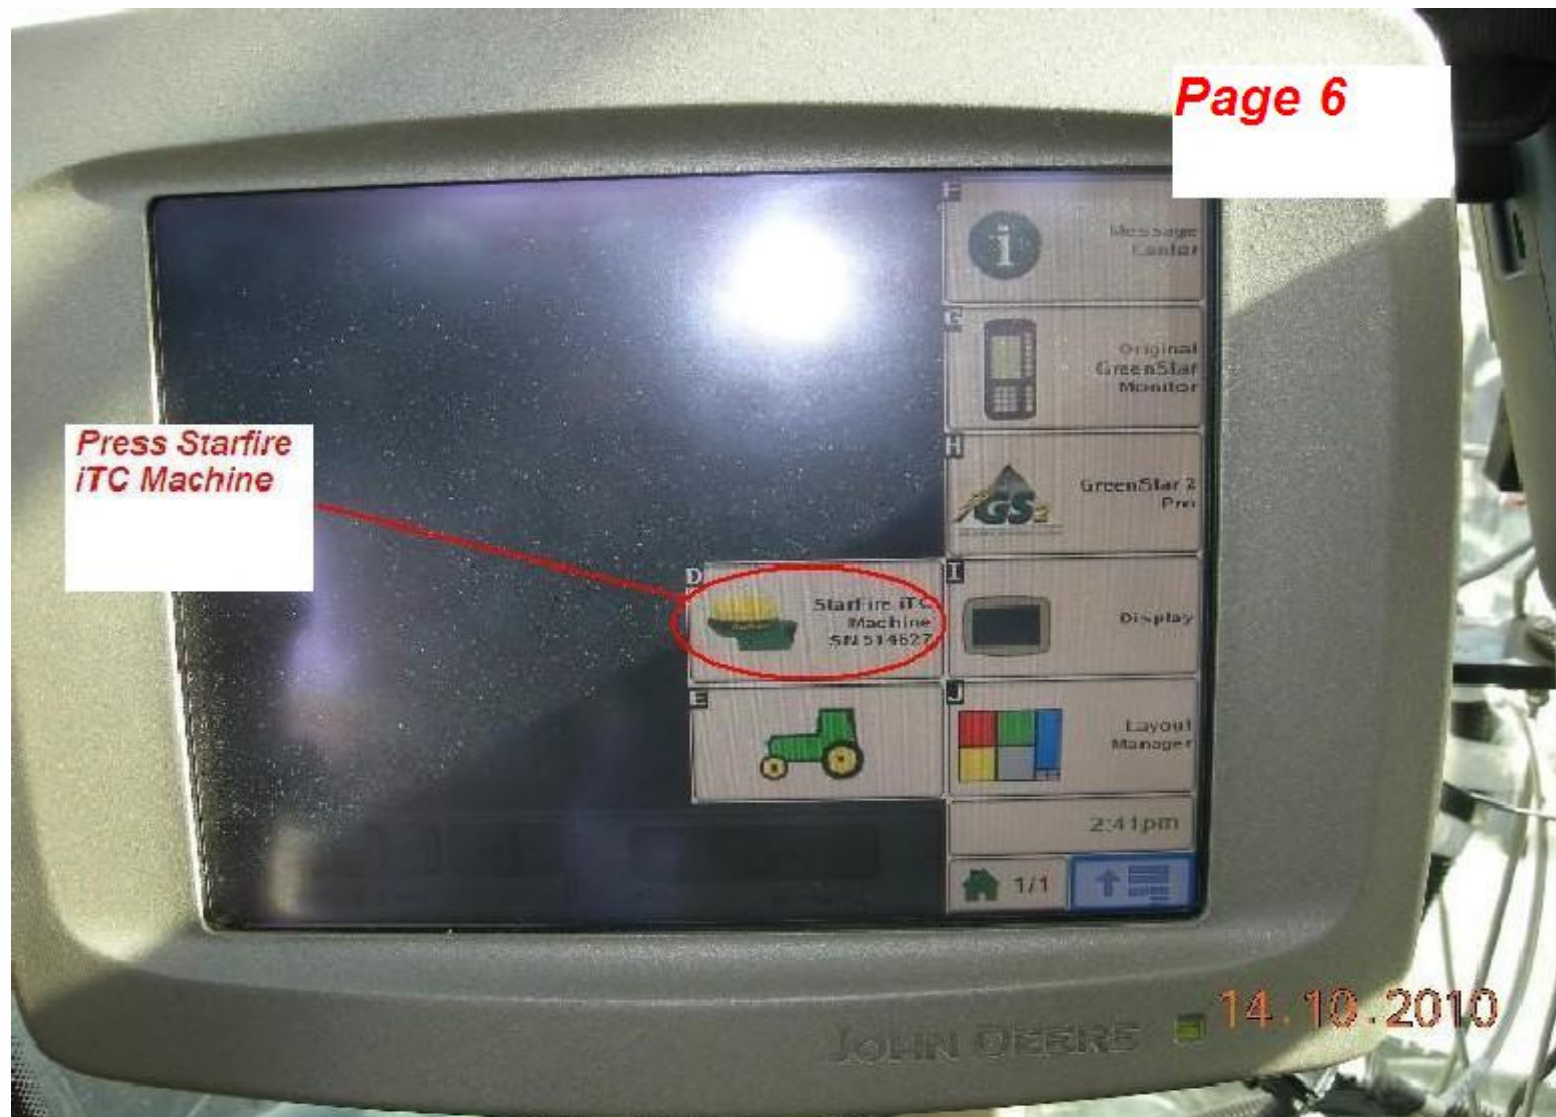 Page 6
F
Message
Center
G
Original
GreenStar
Monitor
Press Starfire
iTC Machine
H
GreenStar 2
Pro
GS2
D
StarFire iTC
Machine
SN 514627
I
Display
E
J
Layout
Manager
2:41pm
1/1
JOHN DEERE
14.10.2010